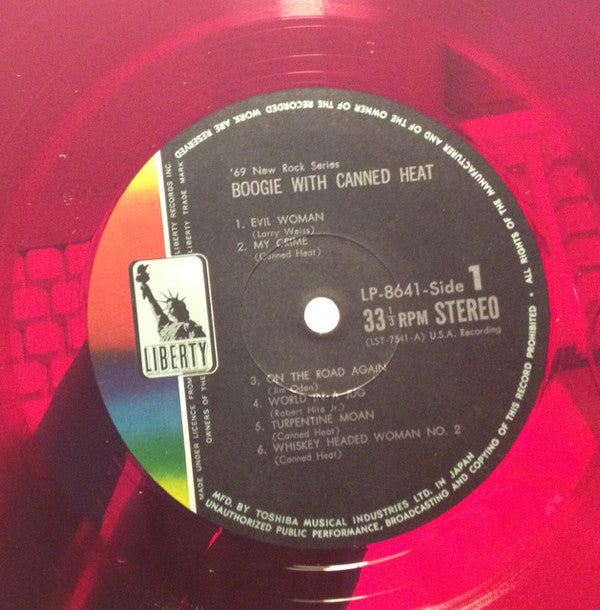 '69 New Rock Series
BOOGIE WITH CANNED HEAT
1. EVIL WOMAN
(Larry Weiss)
2. MY CRIME
(Canned Heat)
LP-8641-Side 1
33 1/3 RPM STEREO
(LST-7541-A) U.S.A. Recording
3. ON THE ROAD AGAIN
(Jim Oden)
4. WORLD IN A JUG
(Robert Hite Jr.)
5. TURPENTINE MOAN
(Canned Heat)
6. WHISKEY HEADED WOMAN NO. 2
(Canned Heat)
LIBERTY
MADE UNDER LICENCE FROM LIBERTY RECORDS INC.
OWNERS OF THE LIBERTY TRADE MARK
MFD. BY TOSHIBA MUSICAL INDUSTRIES LTD. IN JAPAN
• ALL RIGHTS OF THE MANUFACTURER AND OF THE OWNER OF THE RECORDED WORK ARE RESERVED
UNAUTHORIZED PUBLIC PERFORMANCE, BROADCASTING AND COPYING OF THIS RECORD PROHIBITED